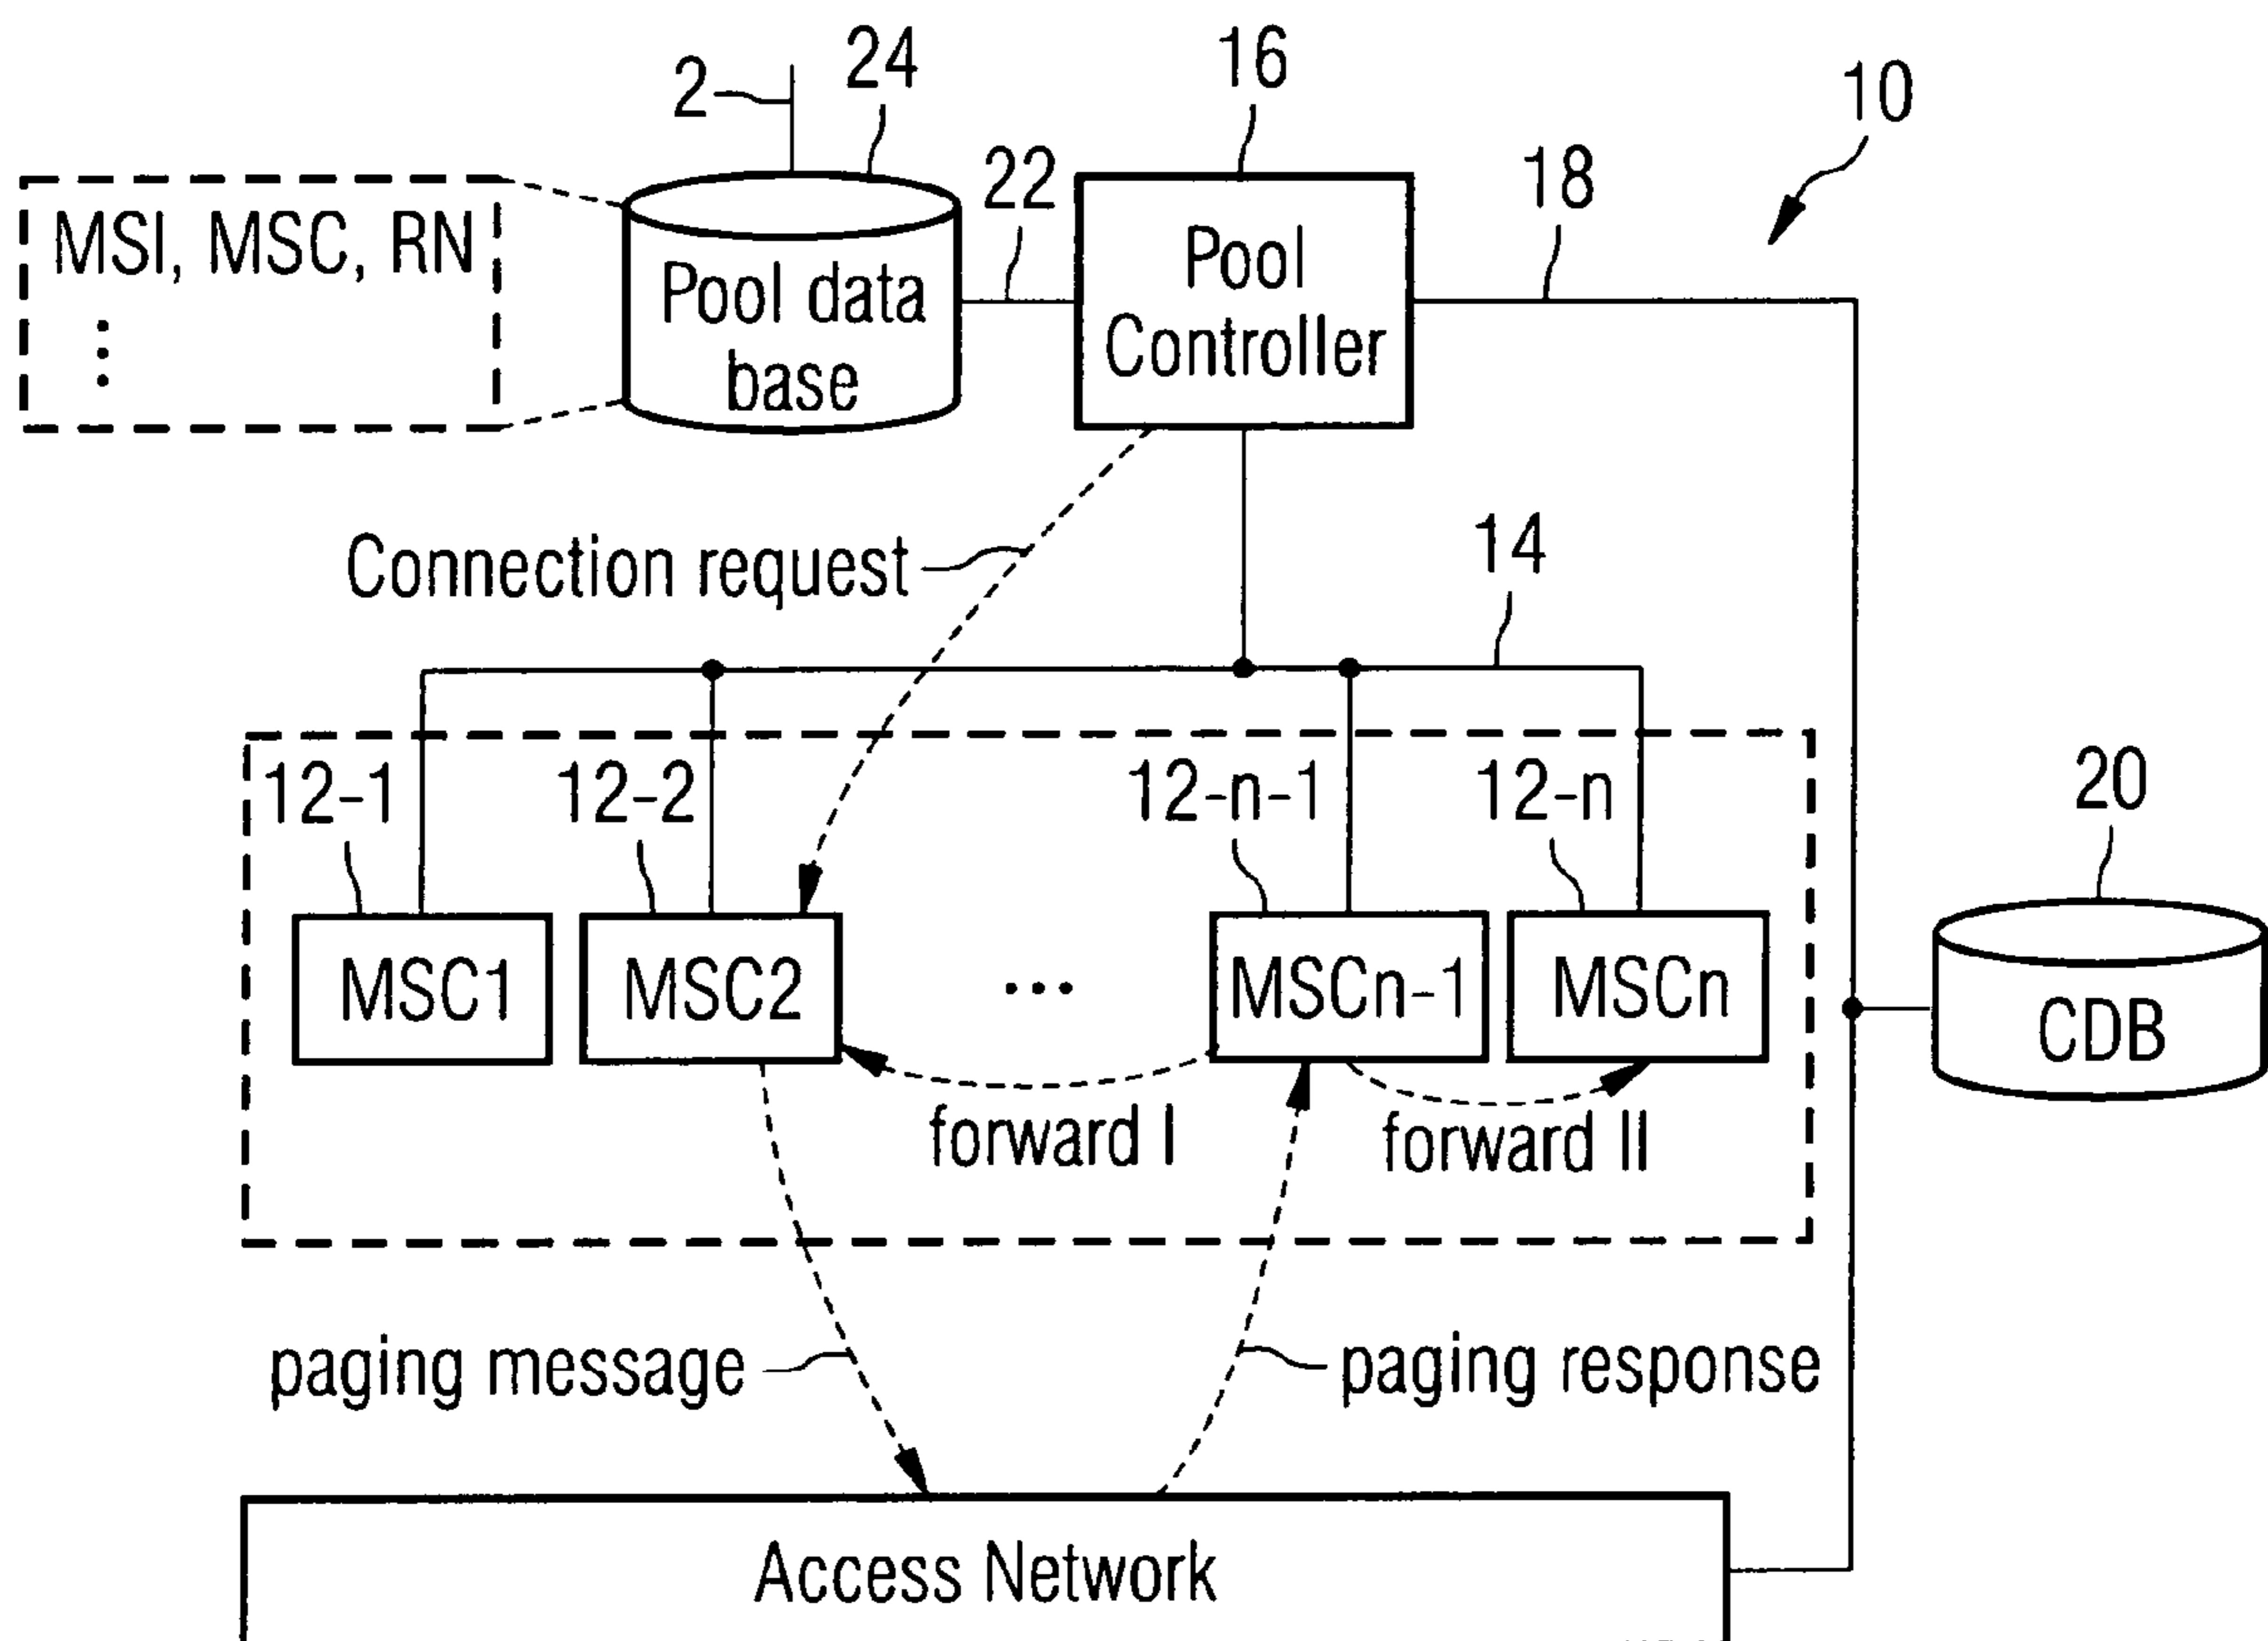 2
24
16
10
22
18
MSI, MSC, RN
Pool data
base
Pool
Controller
Connection request
14
12-1
12-2
12-n-1
12-n
20
MSC1
MSC2
...
MSCn-1
MSCn
CDB
forward I
forward II
paging message
paging response
Access Network